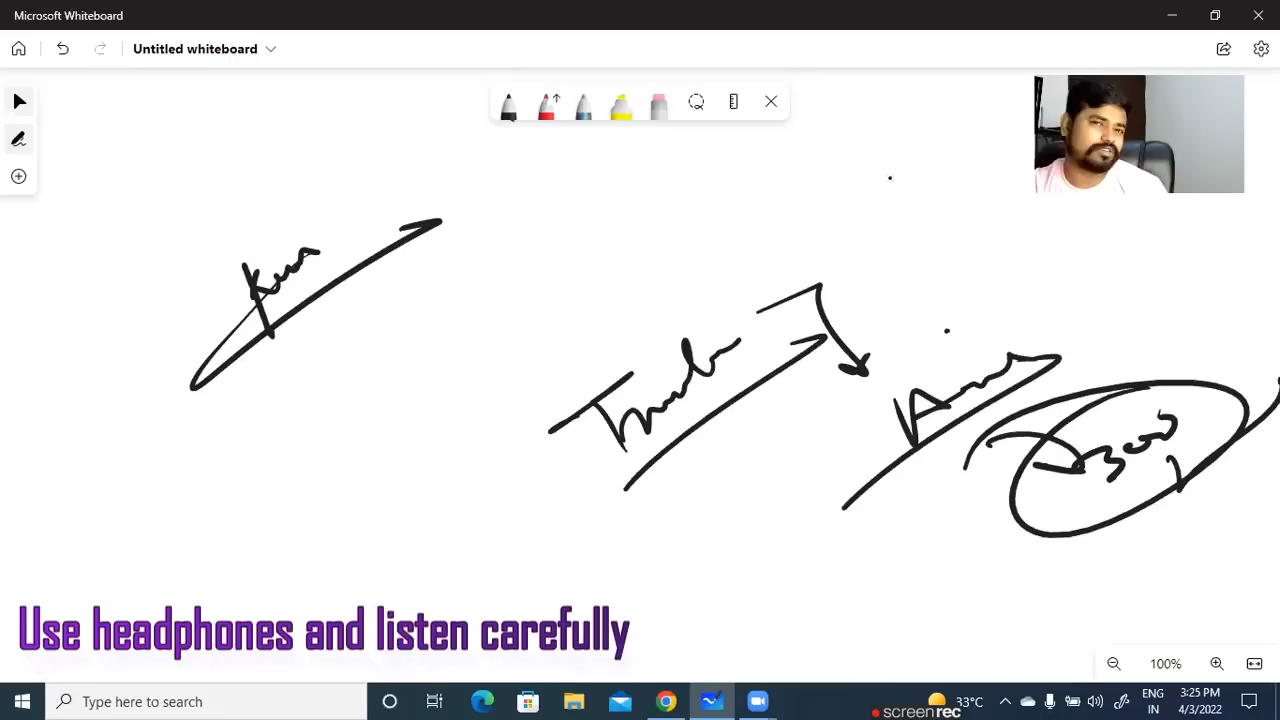 Microsoft Whiteboard
Untitled whiteboard
Use headphones and listen carefully
100%
Type here to search
33°C
ENG
IN
3:25 PM
4/3/2022
screenrec